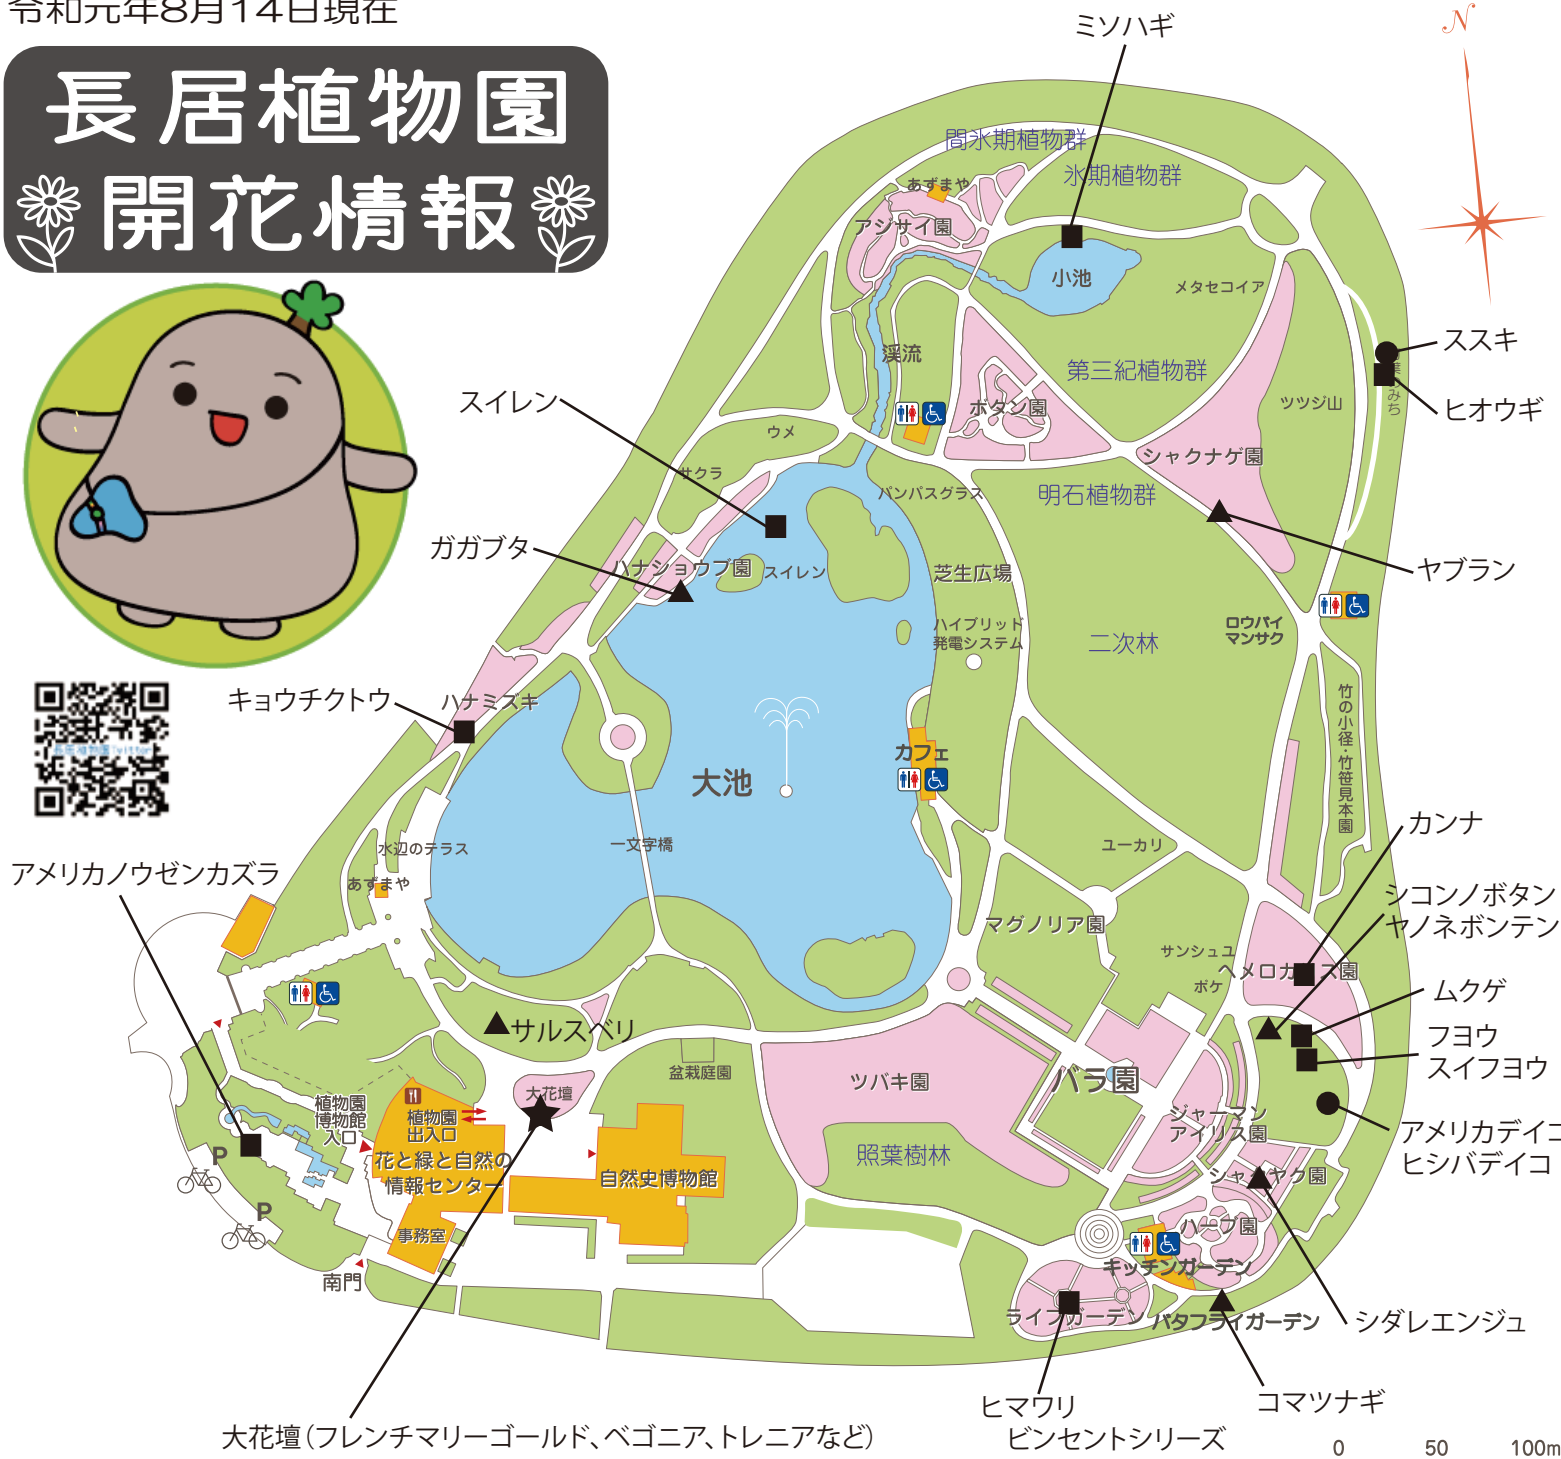 令和元年8月14日現在
長居植物園
開花情報
ミソハギ
間氷期植物群
氷期植物群
あずまや
アジサイ園
小池
メタセコイア
ススキ
渓流
第三紀植物群
ツツジ山
みち
ヒオウギ
スイレン
ボタン園
ウメ
サクラ
シャクナゲ園
パンパスグラス
明石植物群
ガガブタ
ハナショウブ園
スイレン
芝生広場
ヤブラン
ハイブリッド
発電システム
二次林
ロウバイ
マンサク
キョウチクトウ
ハナミズキ
長居植物園Twitter
竹の小径・竹笹見本園
カフェ
大池
カンナ
水辺のテラス
一文字橋
ユーカリ
アメリカノウゼンカズラ
あずまや
シコンノボタン
ヤノネボンテン
マグノリア園
サンシュユ
ヘメロカリス園
ボケ
ムクゲ
サルスベリ
フヨウ
スイフヨウ
盆栽庭園
ツバキ園
バラ園
大花壇
植物園
博物館
入口
植物園
出入口
ジャーマン
アイリス園
アメリカデイコ
ヒシバデイコ
花と緑と自然の
情報センター
自然史博物館
照葉樹林
シャクヤク園
P
P
事務室
ハーブ園
キッチンガーデン
南門
ライフガーデン
バタフライガーデン
シダレエンジュ
ヒマワリ
ビンセントシリーズ
コマツナギ
大花壇(フレンチマリーゴールド、ベゴニア、トレニアなど)
0 50 100m
N